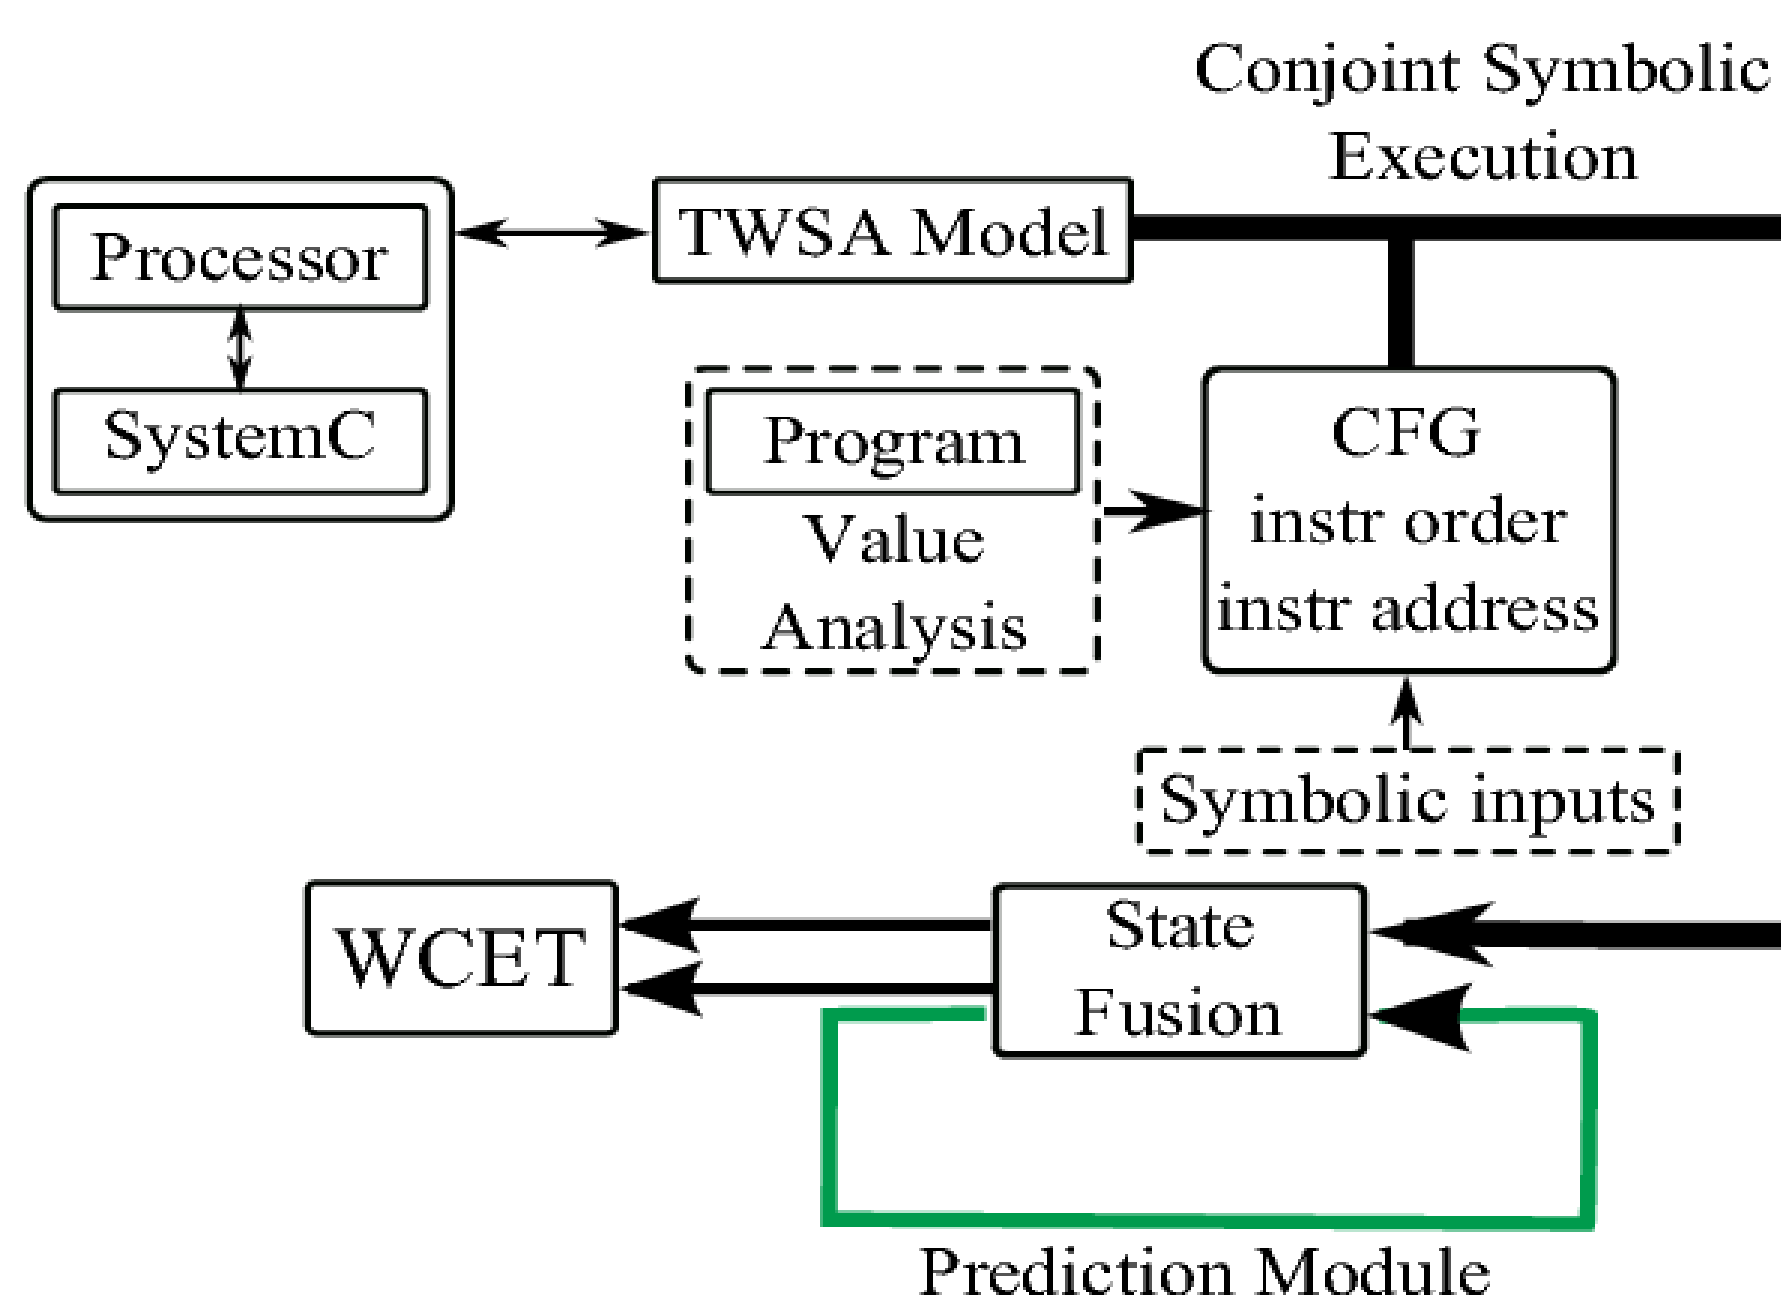 Conjoint Symbolic
Execution
Processor
SystemC
TWSA Model
Program
Value
Analysis
CFG
instr order
instr address
Symbolic inputs
WCET
State
Fusion
Prediction Module